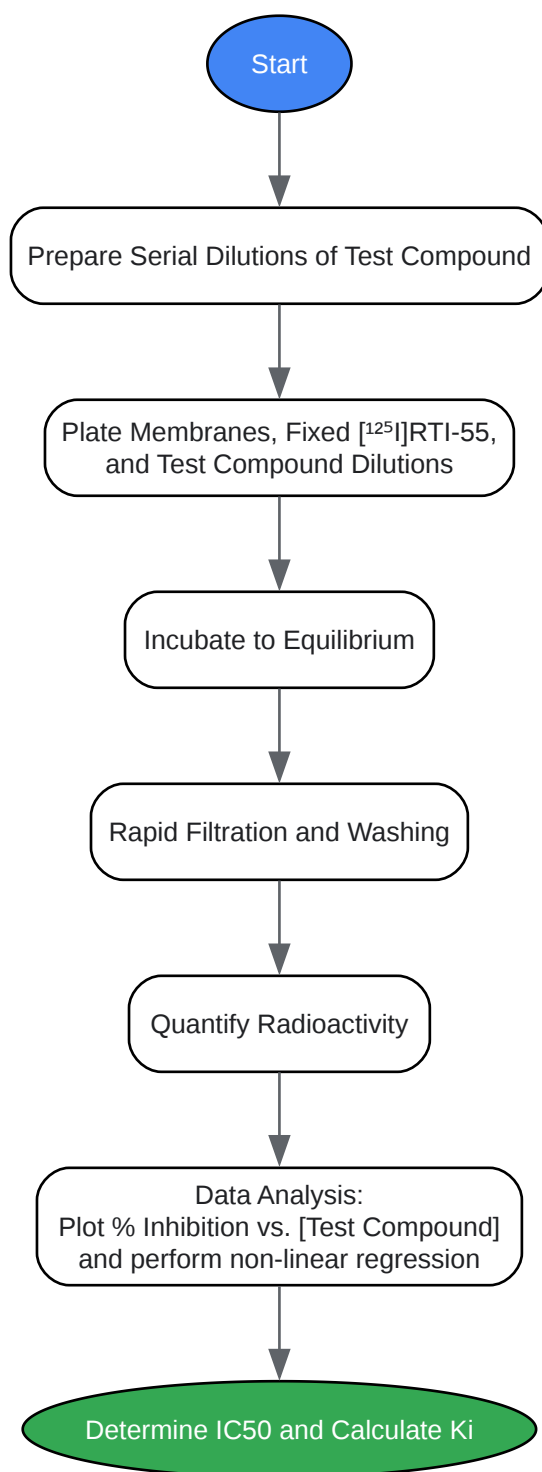 Start
Prepare Serial Dilutions of Test Compound
Plate Membranes, Fixed [¹²⁵I]RTI-55,
and Test Compound Dilutions
Incubate to Equilibrium
Rapid Filtration and Washing
Quantify Radioactivity
Data Analysis:
Plot % Inhibition vs. [Test Compound]
and perform non-linear regression
Determine IC50 and Calculate Ki